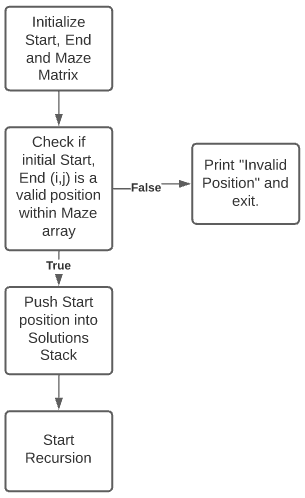 Initialize
Start, End
and Maze
Matrix
Check if
initial Start,
End (i,j) is a
valid position
within Maze
array
False
Print "Invalid
Position" and
exit.
True
Push Start
position into
Solutions
Stack
Start
Recursion